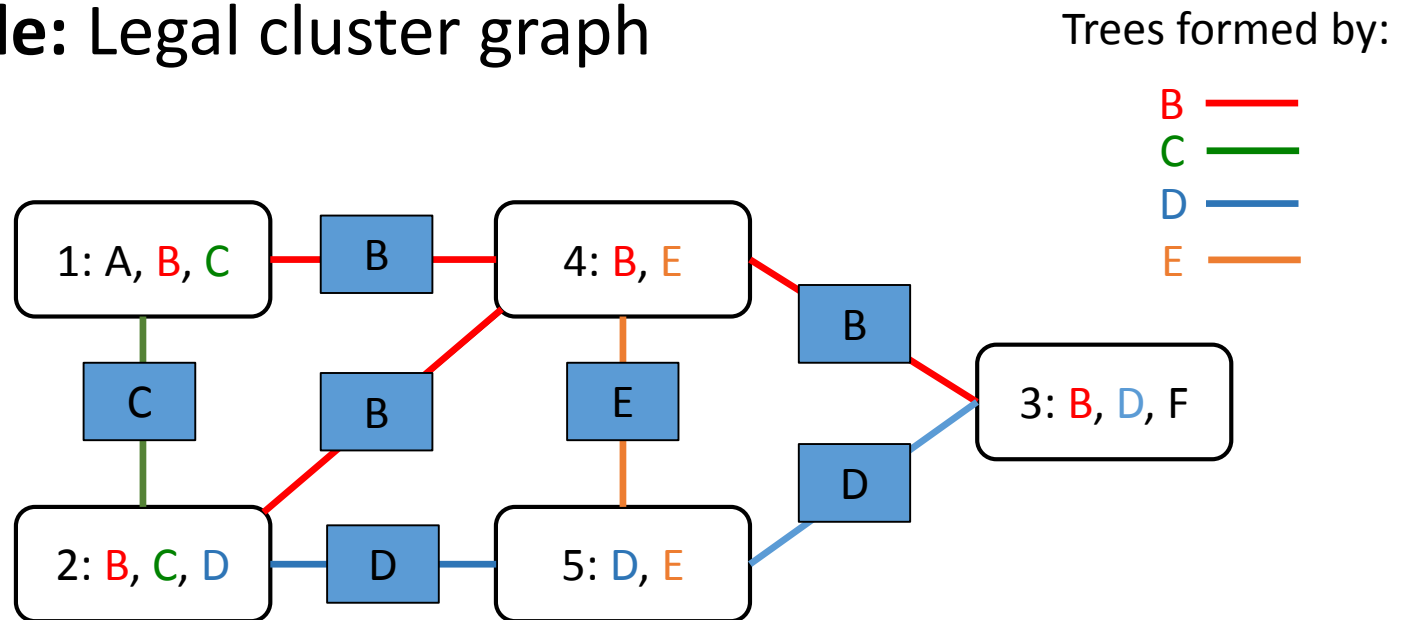 le: Legal cluster graph
Trees formed by:
B
C
D
E
1: A, B, C
B
4: B, E
B
C
B
E
3: B, D, F
D
2: B, C, D
D
5: D, E